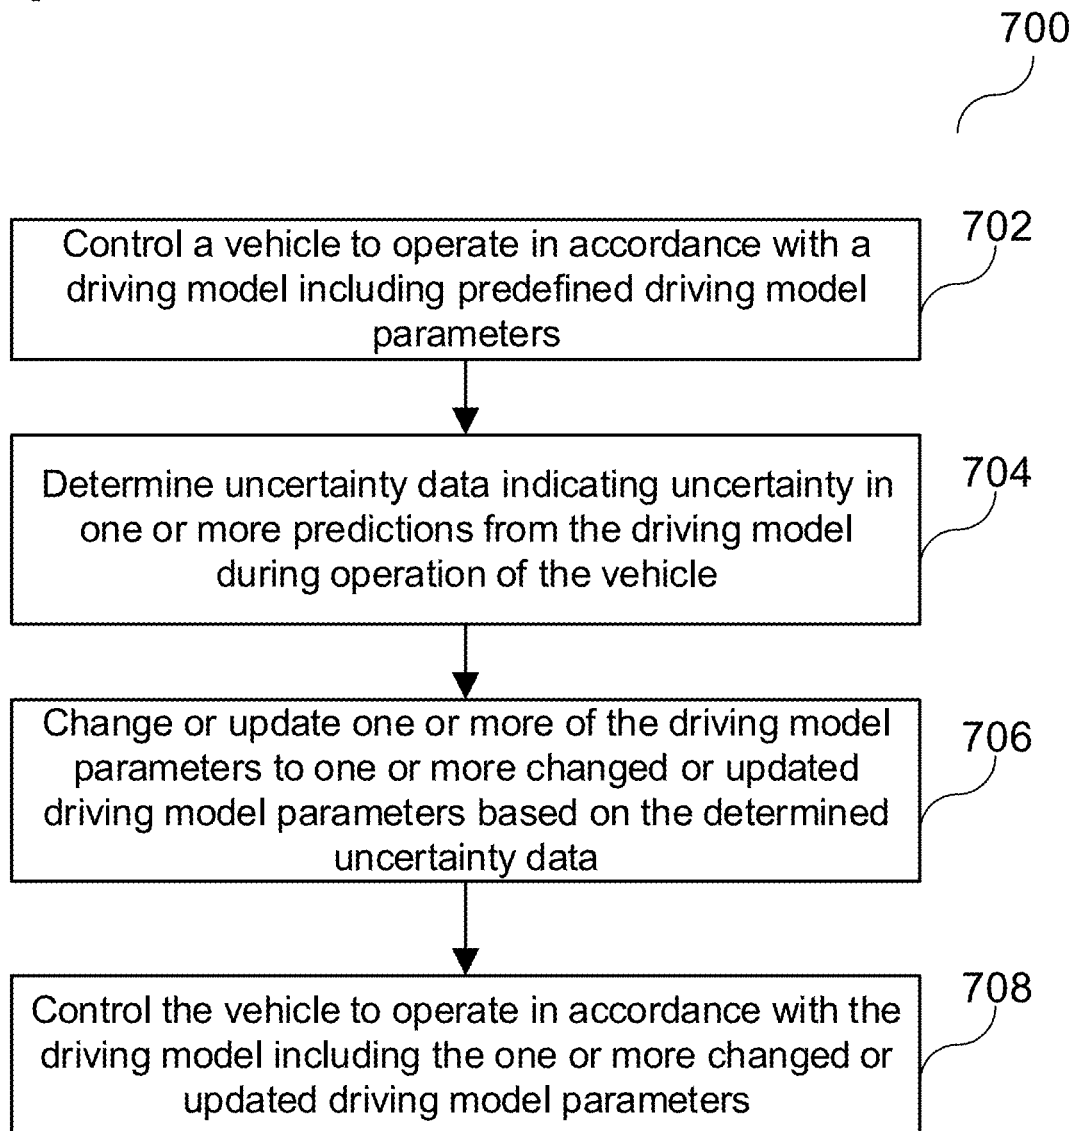 700
702
Control a vehicle to operate in accordance with a
driving model including predefined driving model
parameters
704
Determine uncertainty data indicating uncertainty in
one or more predictions from the driving model
during operation of the vehicle
706
Change or update one or more of the driving model
parameters to one or more changed or updated
driving model parameters based on the determined
uncertainty data
708
Control the vehicle to operate in accordance with the
driving model including the one or more changed or
updated driving model parameters